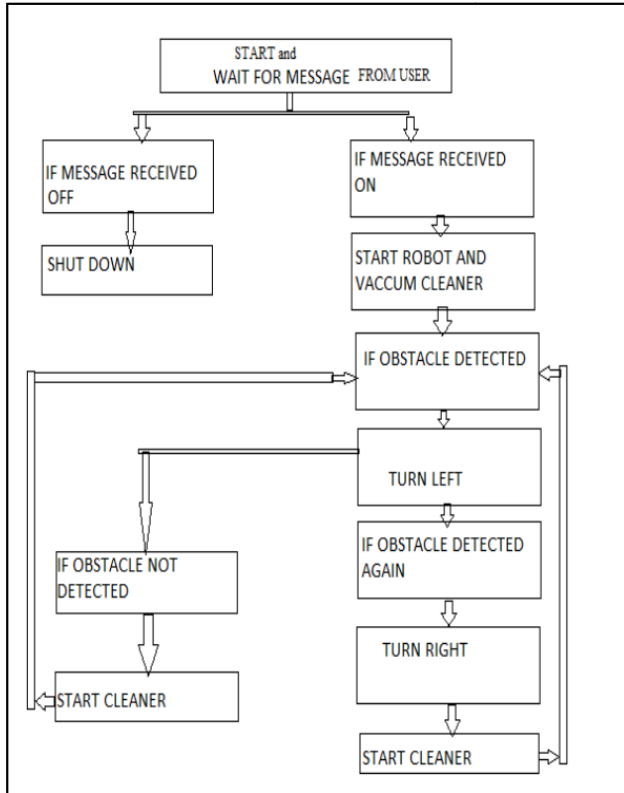 START and
WAIT FOR MESSAGE FROM USER
IF MESSAGE RECEIVED
OFF
IF MESSAGE RECEIVED
ON
SHUT DOWN
START ROBOT AND
VACCUM CLEANER
IF OBSTACLE DETECTED
TURN LEFT
IF OBSTACLE NOT
DETECTED
IF OBSTACLE DETECTED
AGAIN
TURN RIGHT
START CLEANER
START CLEANER